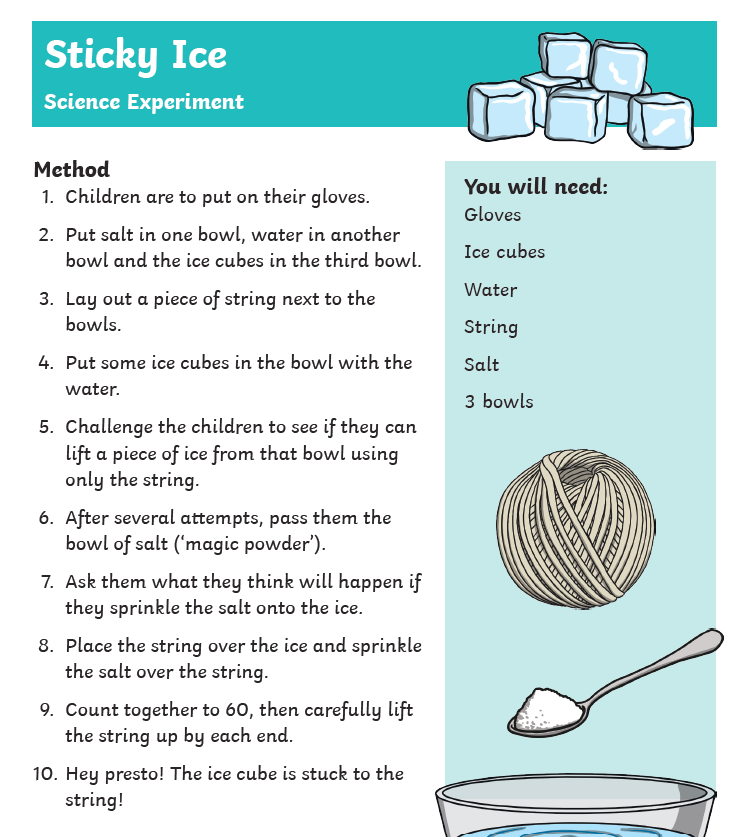 Sticky Ice
Science Experiment
Method
1. Children are to put on their gloves.
2. Put salt in one bowl, water in another
bowl and the ice cubes in the third bowl.
3. Lay out a piece of string next to the
bowls.
4. Put some ice cubes in the bowl with the
water.
5. Challenge the children to see if they can
lift a piece of ice from that bowl using
only the string.
6. After several attempts, pass them the
bowl of salt (‘magic powder’).
7. Ask them what they think will happen if
they sprinkle the salt onto the ice.
8. Place the string over the ice and sprinkle
the salt over the string.
9. Count together to 60, then carefully lift
the string up by each end.
10. Hey presto! The ice cube is stuck to the
string!
You will need:
Gloves
Ice cubes
Water
String
Salt
3 bowls